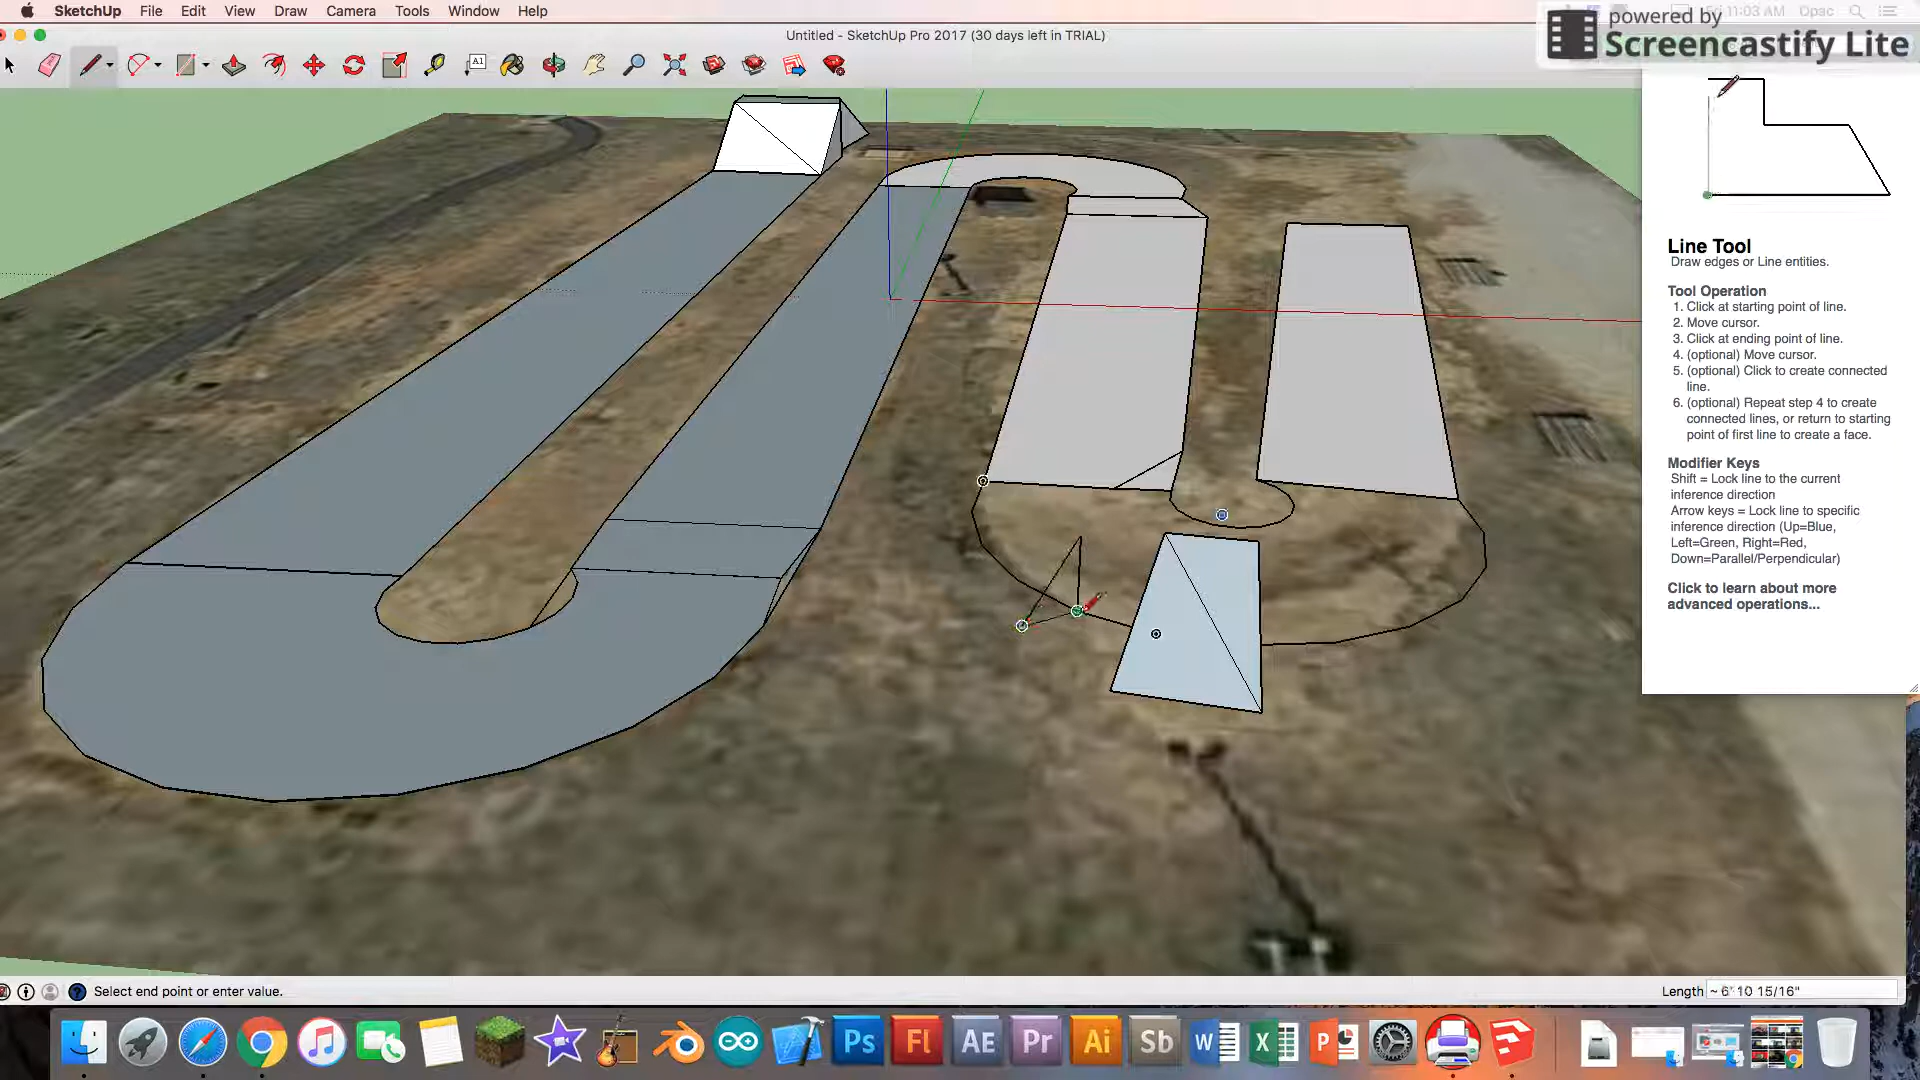 SketchUp File Edit View Draw Camera Tools Window Help
11:03 AM Opac
powered by
Screencastify Lite
Untitled - SketchUp Pro 2017 (30 days left in TRIAL)
A1
Line Tool
Draw edges or Line entities.
Tool Operation
1. Click at starting point of line.
2. Move cursor.
3. Click at ending point of line.
4. (optional) Move cursor.
5. (optional) Click to create connected
line.
6. (optional) Repeat step 4 to create
connected lines, or return to starting
point of first line to create a face.
Modifier Keys
Shift = Lock line to the current
inference direction
Arrow keys = Lock line to specific
inference direction (Up=Blue,
Left=Green, Right=Red,
Down=Parallel/Perpendicular)
Click to learn about more
advanced operations...
Select end point or enter value.
Length ~ 6' 10 15/16"
Ps Fl AE Pr Ai Sb W X P